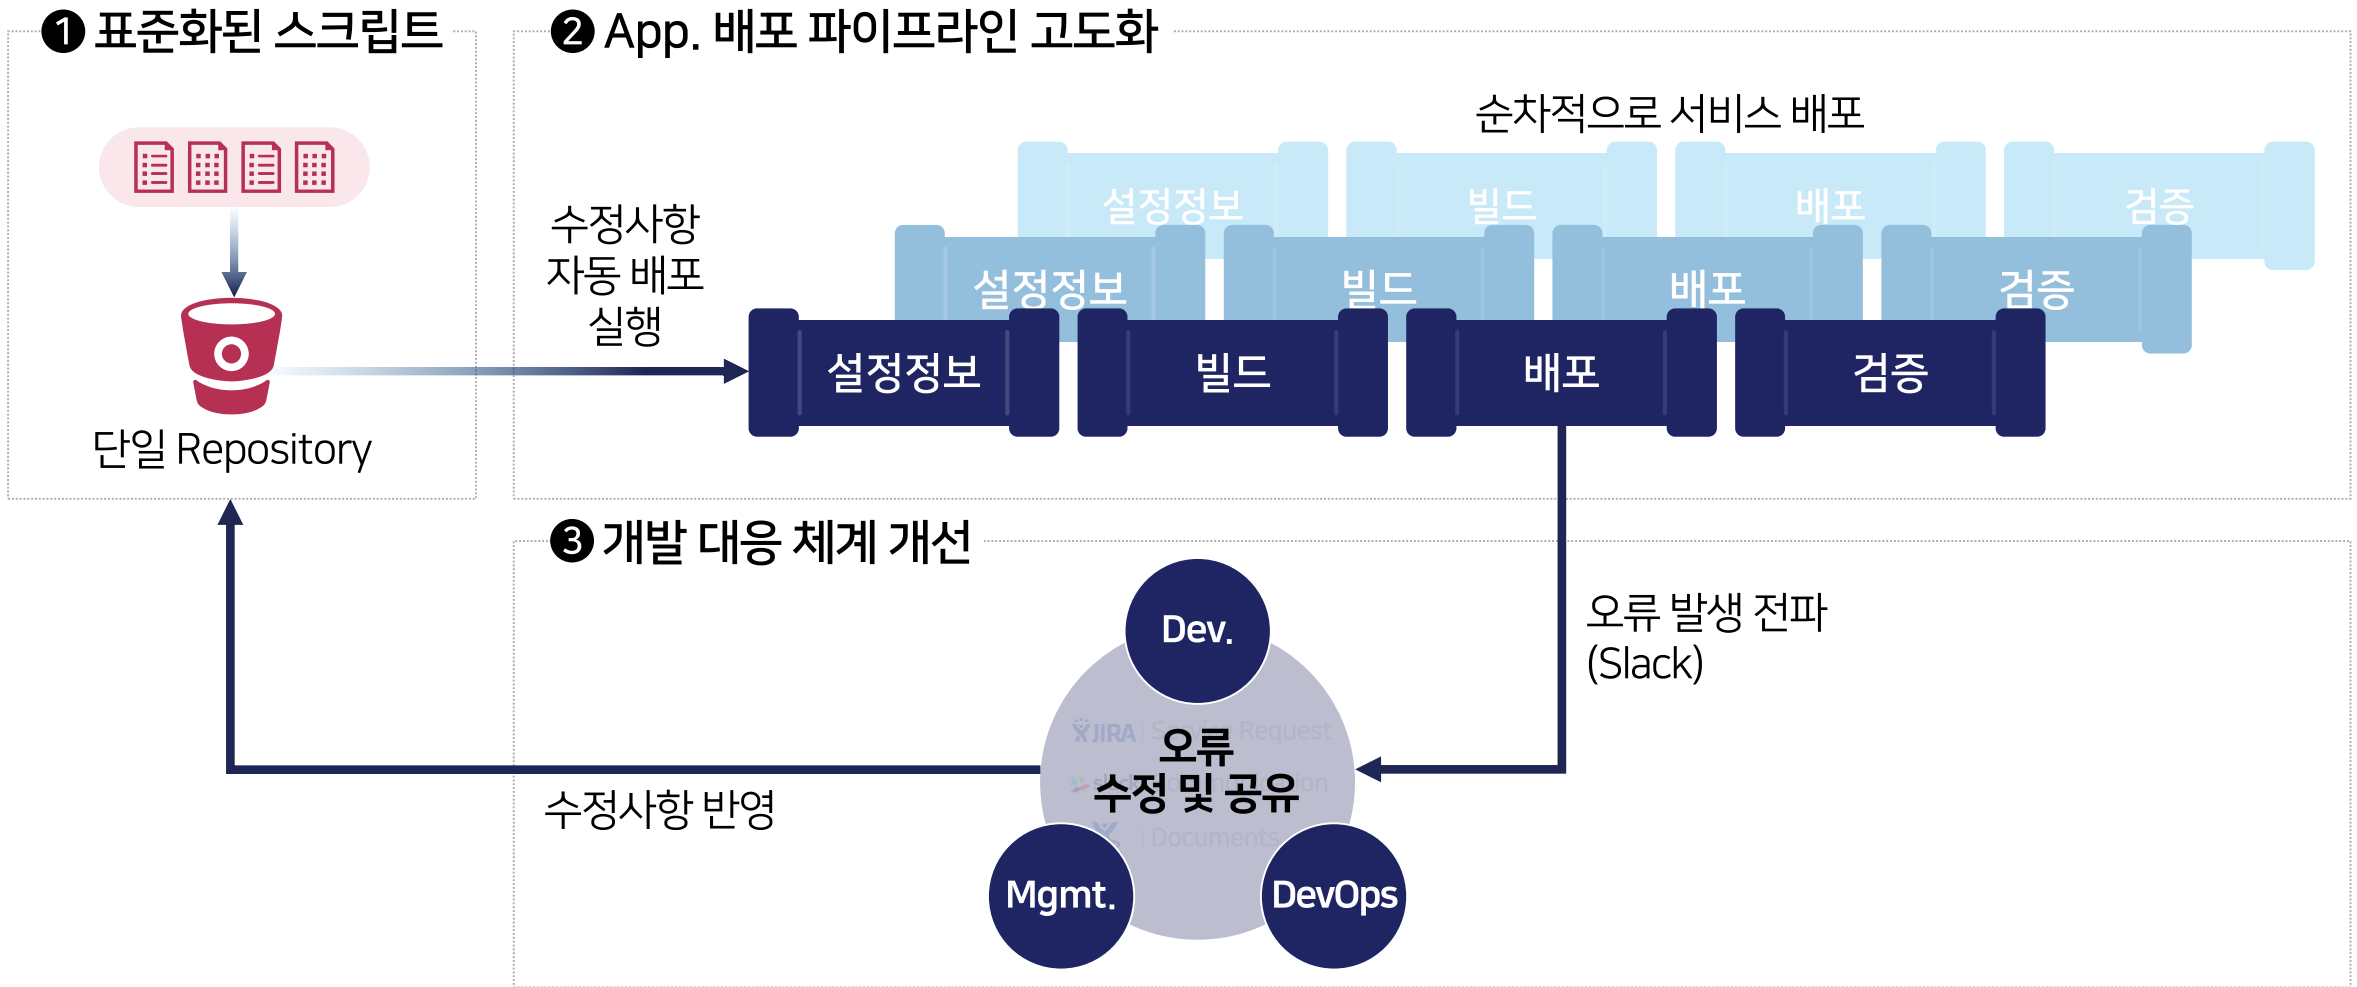 ❶ 표준화된 스크립트
단일 Repository
❷ App. 배포 파이프라인 고도화
수정사항
자동 배포
실행
순차적으로 서비스 배포
설정정보 빌드 배포 검증
설정정보 빌드 배포 검증
설정정보 빌드 배포 검증
❸ 개발 대응 체계 개선
오류 발생 전파
(Slack)
Dev.
JIRA | Service Request
오류
수정 및 공유
| Documents
Mgmt.
DevOps
수정사항 반영